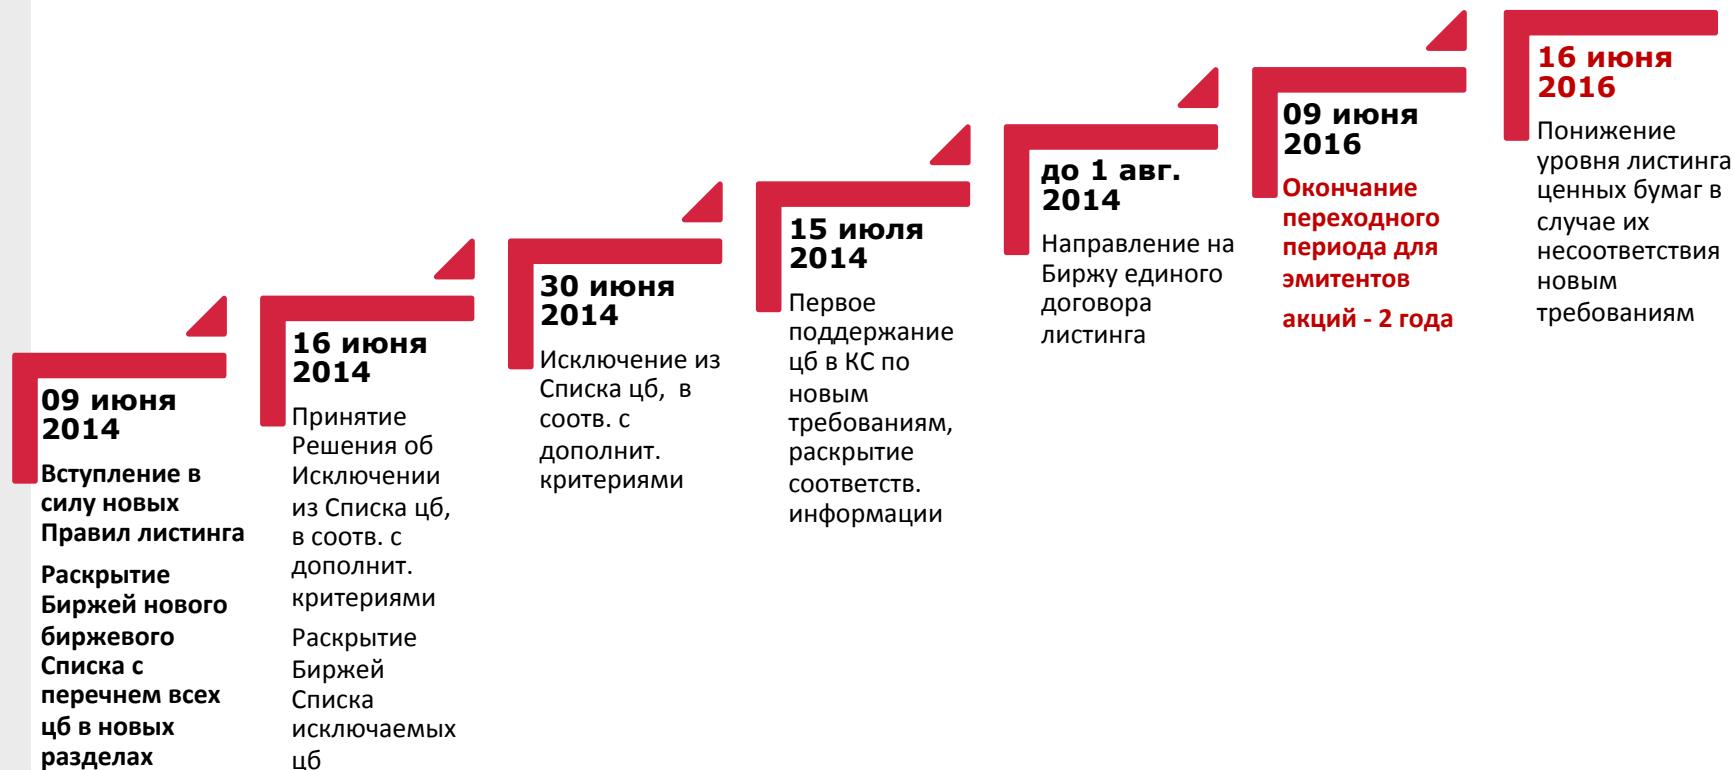 09 июня
2014
Вступление в
силу новых
Правил листинга
Раскрытие
Биржей нового
биржевого
Списка с
перечнем всех
цб в новых
разделах
16 июня
2014
Принятие
Решения об
Исключении
из Списка цб,
в соотв. с
дополнит.
критериями
Раскрытие
Биржей
Списка
исключаемых
цб
30 июня
2014
Исключение из
Списка цб, в
соотв. с
дополнит.
критериями
15 июля
2014
Первое
поддержание
цб в КС по
новым
требованиям,
раскрытие
соответств.
информации
до 1 авг.
2014
Направление на
Биржу единого
договора
листинга
09 июня
2016
Окончание
переходного
периода для
эмитентов
акций - 2 года
16 июня
2016
Понижение
уровня листинга
ценных бумаг в
случае их
несоответствия
новым
требованиям